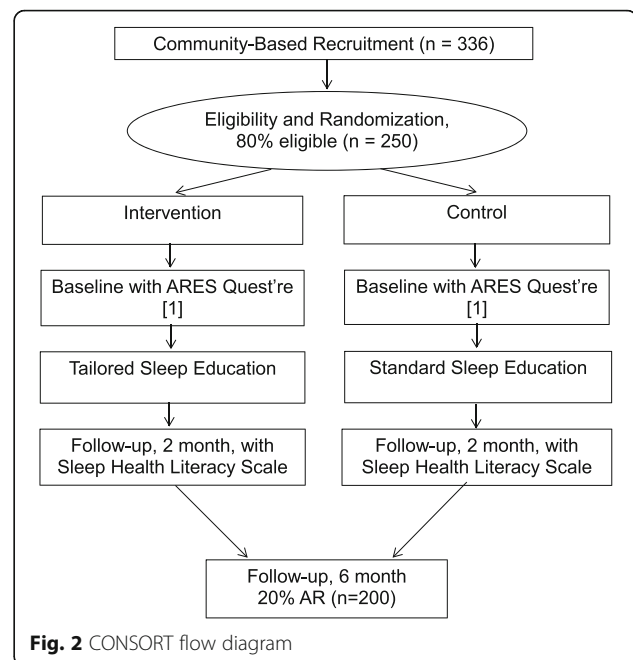 Community-Based Recruitment (n = 336)
Eligibility and Randomization,
80% eligible (n = 250)
Intervention
Control
Baseline with ARES Quest're
[1]
Baseline with ARES Quest're
[1]
Tailored Sleep Education
Standard Sleep Education
Follow-up, 2 month, with
Sleep Health Literacy Scale
Follow-up, 2 month, with
Sleep Health Literacy Scale
Follow-up, 6 month
20% AR (n=200)
Fig. 2 CONSORT flow diagram